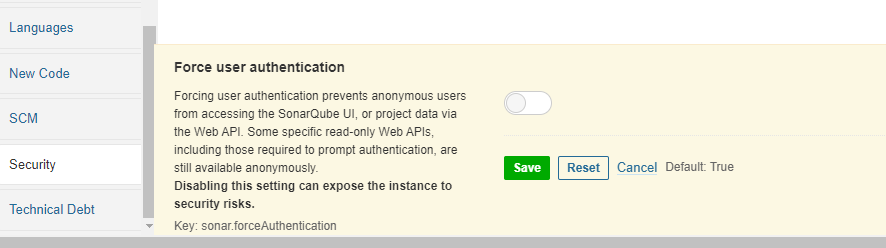 Languages
New Code
SCM
Security
Technical Debt
Force user authentication
Forcing user authentication prevents anonymous users
from accessing the SonarQube UI, or project data via
the Web API. Some specific read-only Web APIs,
including those required to prompt authentication, are
still available anonymously.
Disabling this setting can expose the instance to
security risks.
Key: sonar.forceAuthentication
Save Reset Cancel Default: True